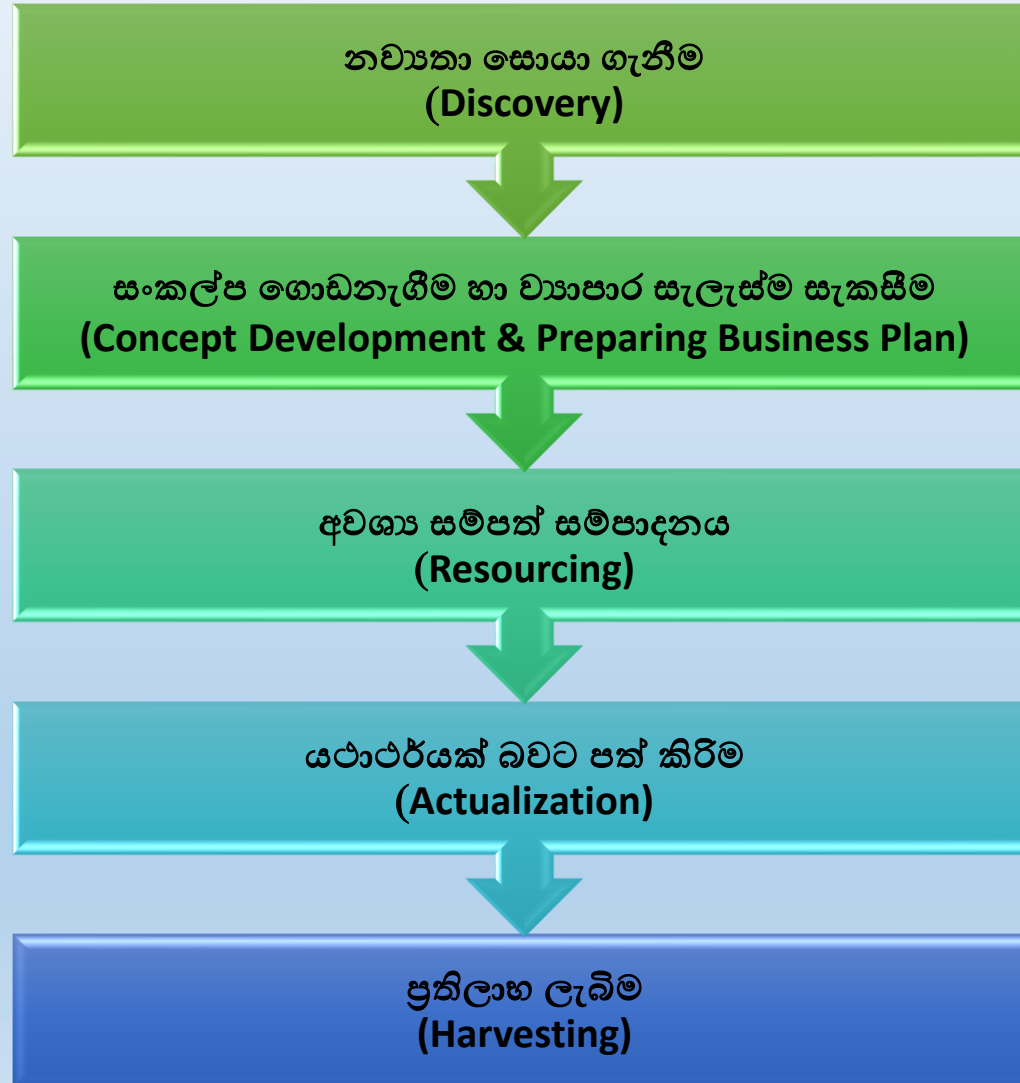 නව්‍යතා සොයා ගැනීම
(Discovery)
සංකල්ප ගොඩනැගීම හා ව්‍යාපාර සැලැස්ම සැකසීම
(Concept Development & Preparing Business Plan)
අවශ්‍ය සම්පත් සම්පාදනය
(Resourcing)
යථාර්ථයක් බවට පත් කිරිම
(Actualization)
ප්‍රතිලාභ ලැබිම
(Harvesting)